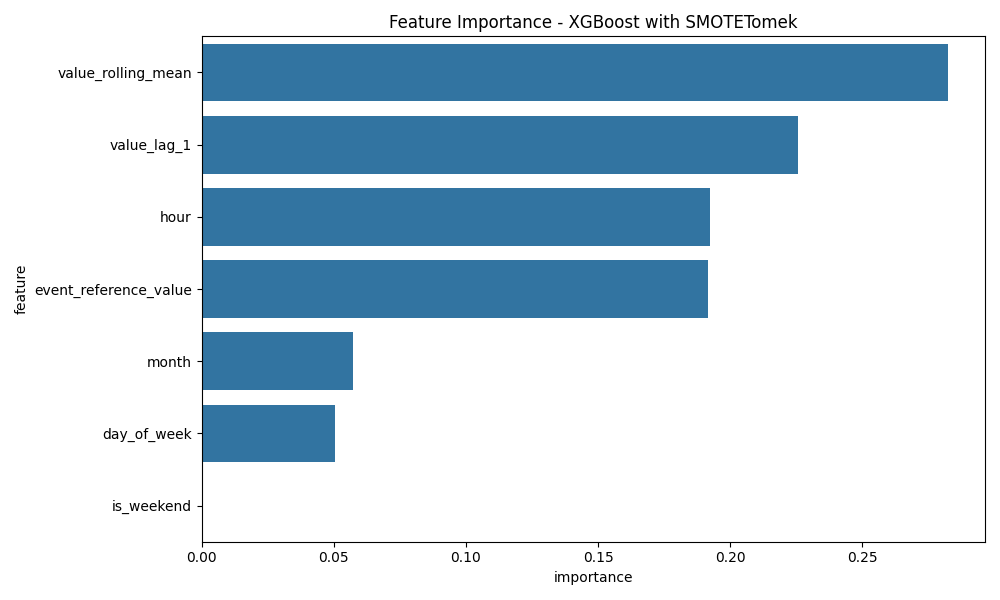 Feature Importance - XGBoost with SMOTETomek
feature
value_rolling_mean
value_lag_1
hour
event_reference_value
month
day_of_week
is_weekend
0.00 0.05 0.10 0.15 0.20 0.25
importance